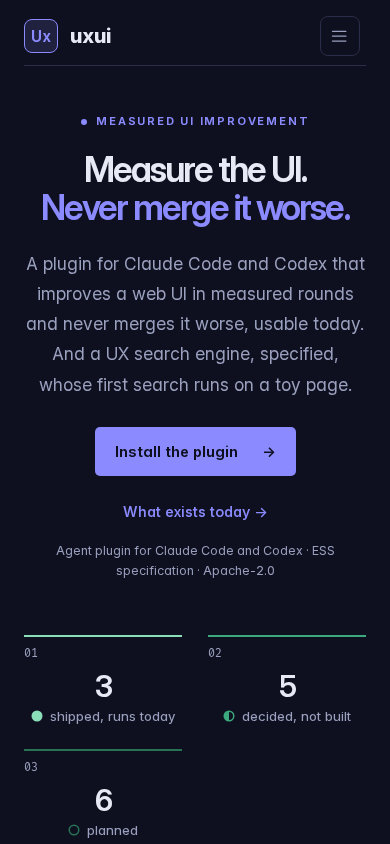 Ux uxui
MEASURED UI IMPROVEMENT
Measure the UI.
Never merge it worse.
A plugin for Claude Code and Codex that
improves a web UI in measured rounds
and never merges it worse, usable today.
And a UX search engine, specified,
whose first search runs on a toy page.
Install the plugin →
What exists today →
Agent plugin for Claude Code and Codex · ESS
specification · Apache-2.0
01
3
shipped, runs today
02
5
decided, not built
03
6
planned